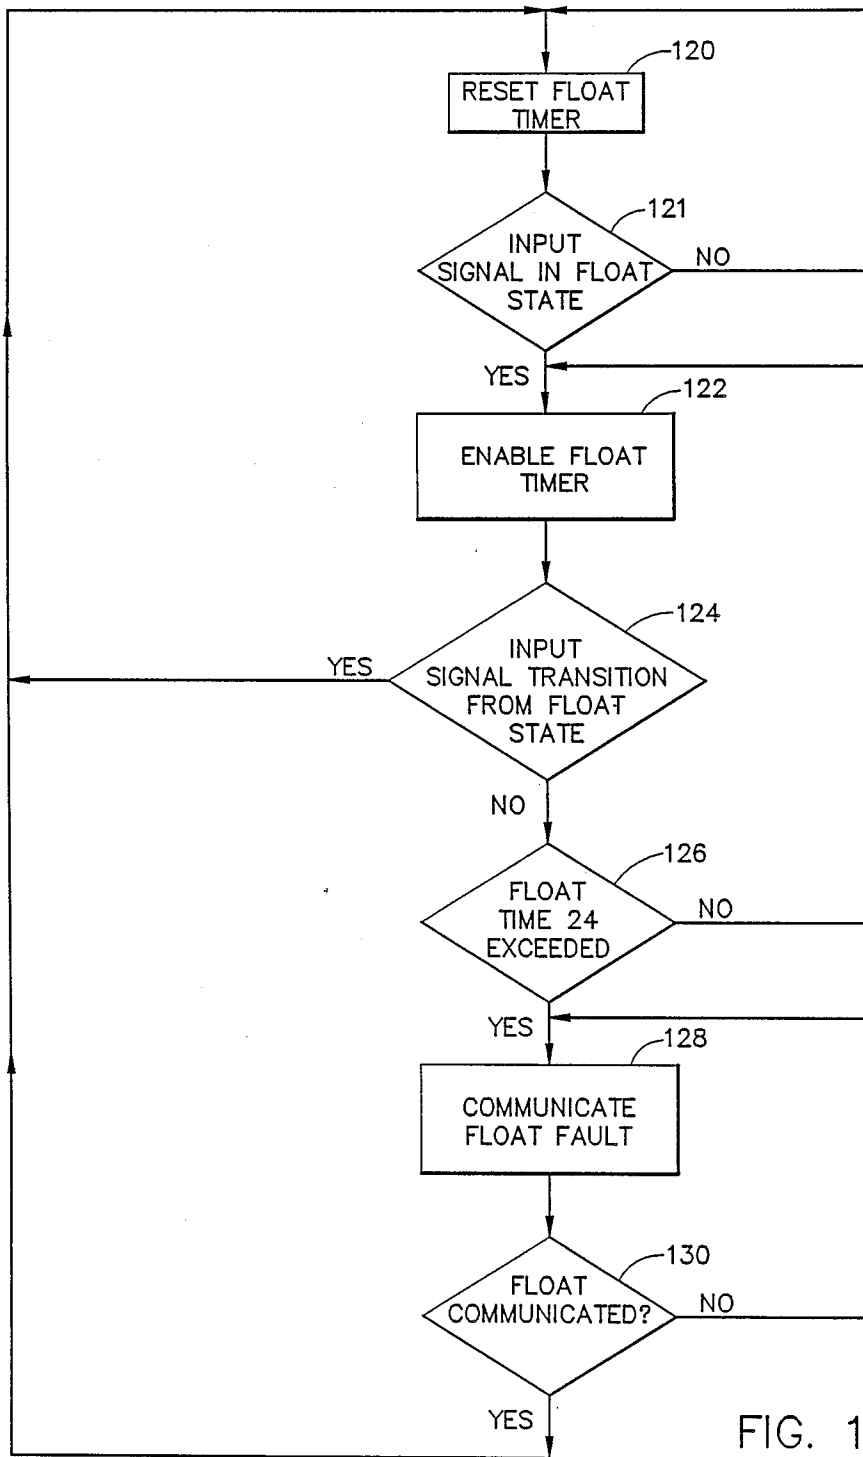 120
RESET FLOAT
TIMER
121
INPUT
SIGNAL IN FLOAT
STATE
NO
YES
122
ENABLE FLOAT
TIMER
124
INPUT
SIGNAL TRANSITION
FROM FLOAT
STATE
YES
NO
126
FLOAT
TIME 24
EXCEEDED
NO
YES
128
COMMUNICATE
FLOAT FAULT
130
FLOAT
COMMUNICATED?
NO
YES
FIG. 1